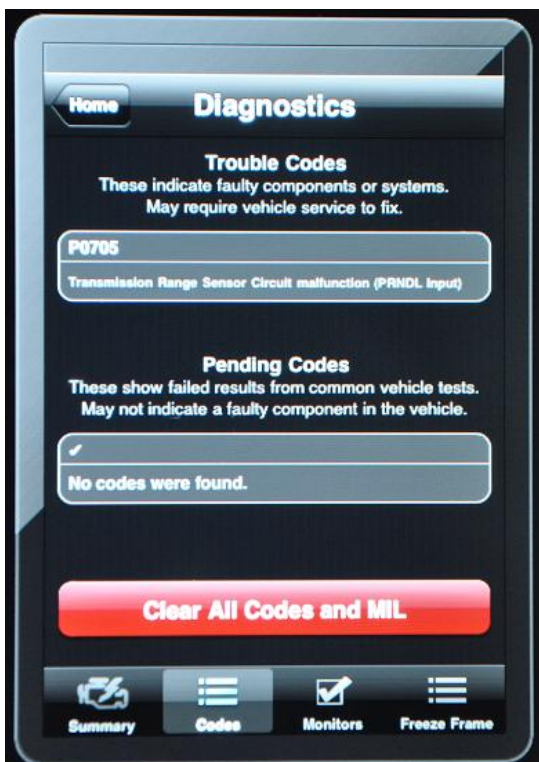 Home
Diagnostics
Trouble Codes
These indicate faulty components or systems.
May require vehicle service to fix.
P0705
Transmission Range Sensor Circuit malfunction (PRNDL Input)
Pending Codes
These show failed results from common vehicle tests.
May not indicate a faulty component in the vehicle.
✓
No codes were found.
Clear All Codes and MIL
Summary
Codes
Monitors
Freeze Frame